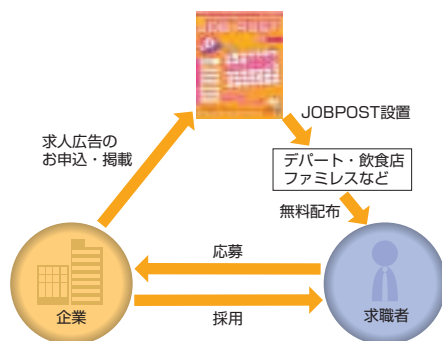 JOBPOST設置
求人広告の
お申込・掲載
デパート・飲食店
ファミレスなど
無料配布
応募
採用
企業
求職者